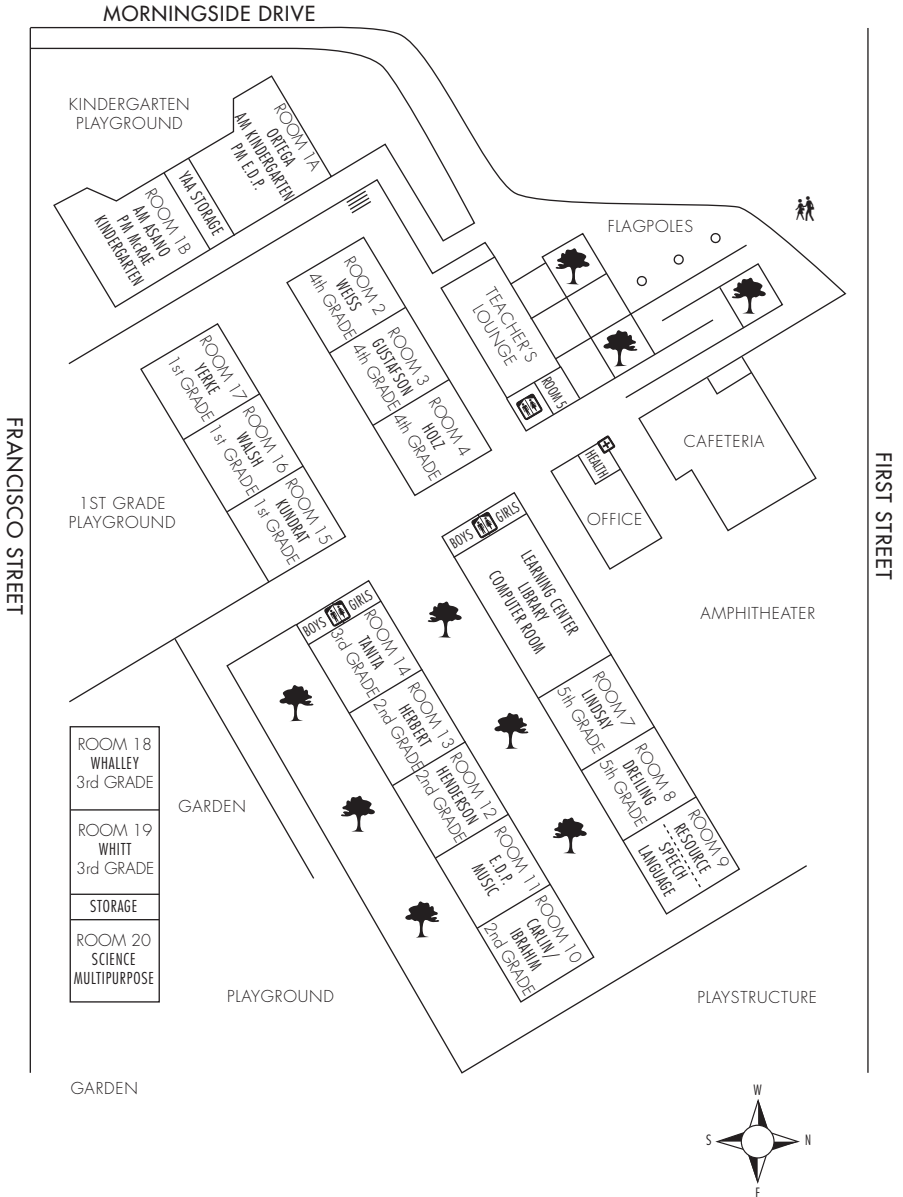 MORNINGSIDE DRIVE
KINDERGARTEN
PLAYGROUND
ROOM 1A
ORTEGA
AM KINDERGARTEN
PM E.D.P.
YAA STORAGE
ROOM 1B
AM ASANO
PM McRAE
KINDERGARTEN
FLAGPOLES
ROOM 2
WEISS
4th GRADE
ROOM 3
GUSTAFSON
4th GRADE
ROOM 4
HOLZ
4th GRADE
TEACHER'S
LOUNGE
ROOM 5
ROOM 17
YERKE
1st GRADE
ROOM 16
WALSH
1st GRADE
ROOM 15
KUNDRAT
1st GRADE
CAFETERIA
HEALTH
OFFICE
FRANCISCO STREET
FIRST STREET
1ST GRADE
PLAYGROUND
BOYS
GIRLS
LEARNING CENTER
LIBRARY
COMPUTER ROOM
ROOM 7
LINDSAY
5th GRADE
ROOM 8
DREILING
5th GRADE
ROOM 9
RESOURCE
SPEECH
LANGUAGE
AMPHITHEATER
BOYS
GIRLS
ROOM 14
TANITA
3rd GRADE
ROOM 13
HERBERT
2nd GRADE
ROOM 12
HENDERSON
2nd GRADE
ROOM 11
E.D.P.
MUSIC
ROOM 10
CARLIN/
IBRAHIM
2nd GRADE
ROOM 18
WHALLEY
3rd GRADE
ROOM 19
WHITT
3rd GRADE
STORAGE
ROOM 20
SCIENCE
MULTIPURPOSE
GARDEN
PLAYGROUND
PLAYSTRUCTURE
GARDEN
W
S
N
E